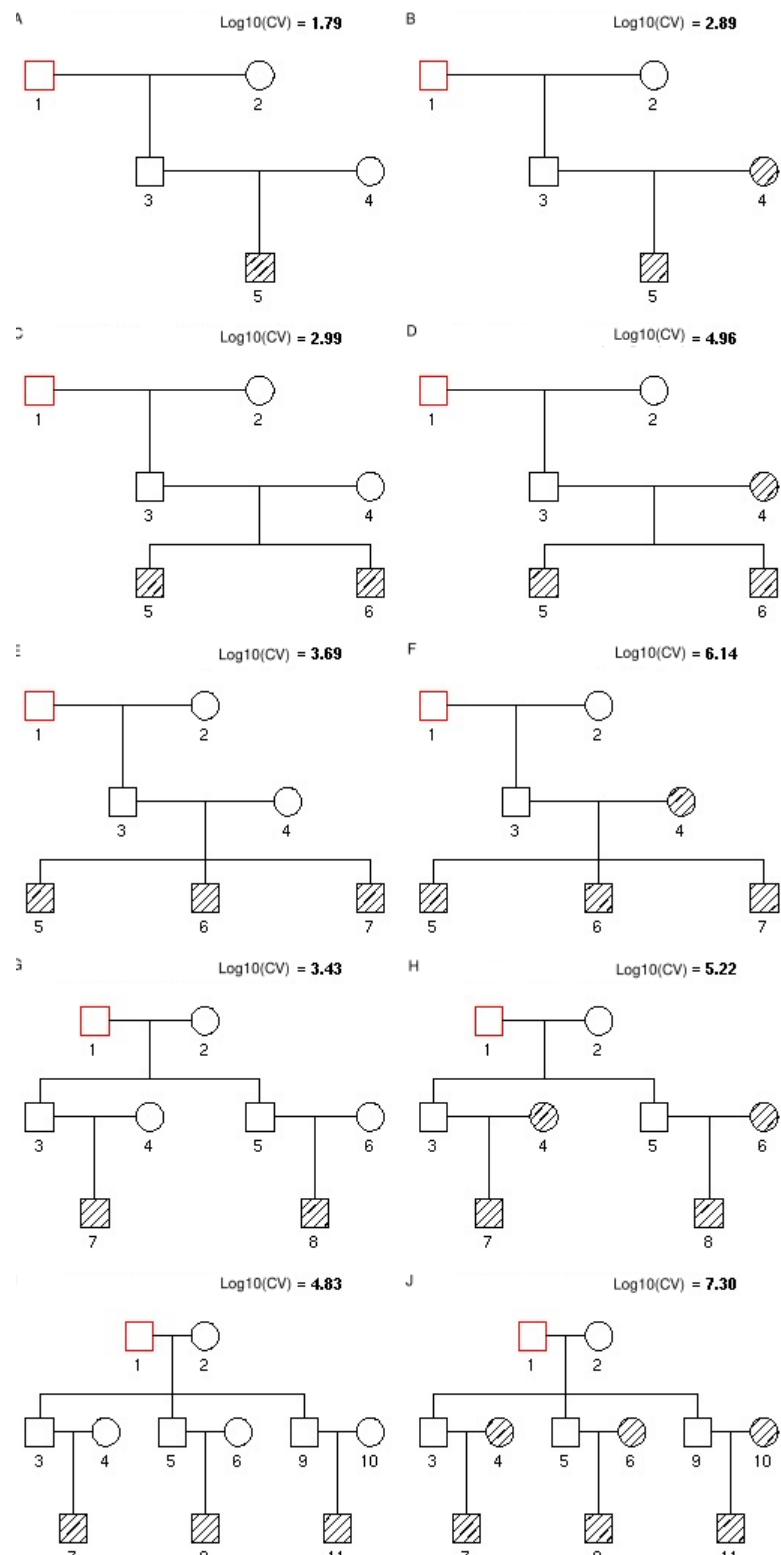 A Log10(CV) = 1.79 B Log10(CV) = 2.89
1 2 1 2
3 4 3 4
5 5
C Log10(CV) = 2.99 D Log10(CV) = 4.96
1 2 1 2
3 4 3 4
5 6 5 6
E Log10(CV) = 3.69 F Log10(CV) = 6.14
1 2 1 2
3 4 3 4
5 6 7 5 6 7
G Log10(CV) = 3.43 H Log10(CV) = 5.22
1 2 1 2
3 4 5 6 3 4 5 6
7 8 7 8
Log10(CV) = 4.83 J Log10(CV) = 7.30
1 2 1 2
3 4 5 6 9 10 3 4 5 6 9 10